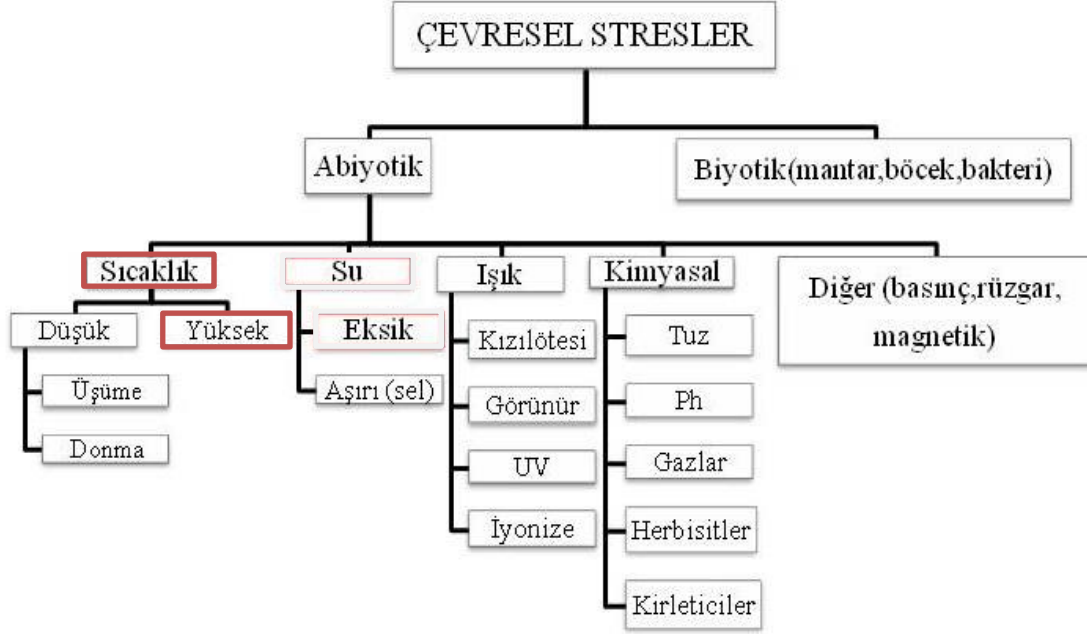 ÇEVRESEL STRESLER
Abiyotik
Biyotik(mantar,böcek,bakteri)
Sıcaklık
Su
Işık
Kimyasal
Diğer (basınç,rüzgar,
magnetik)
Düşük
Yüksek
Üşüme
Donma
Eksik
Aşırı (sel)
Kızılötesi
Görünür
UV
İyonize
Tuz
Ph
Gazlar
Herbisitler
Kirleticiler